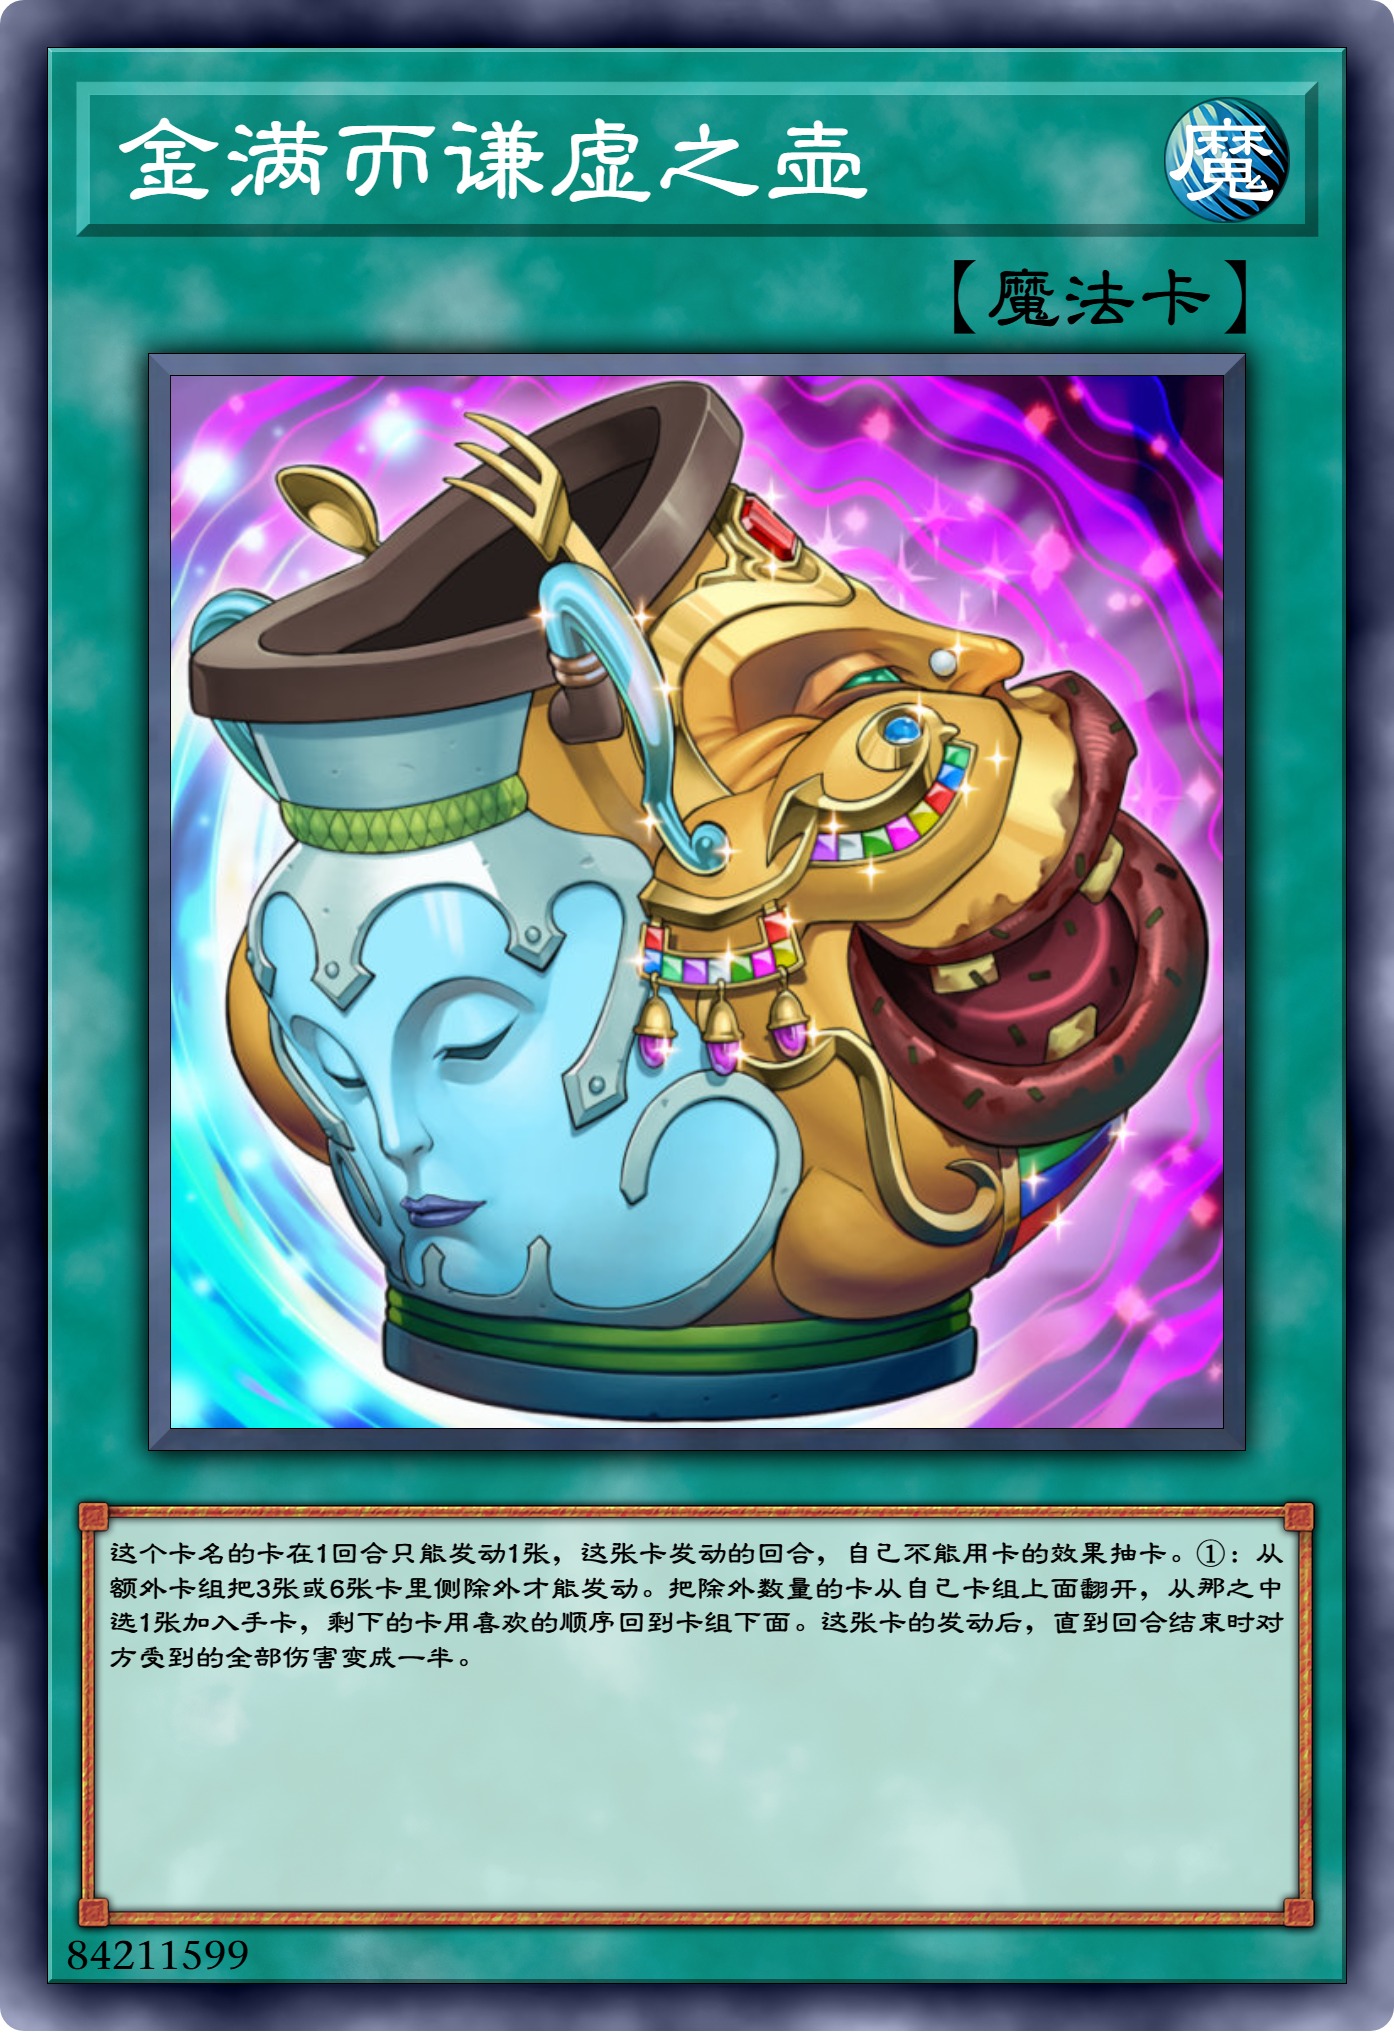 金满而谦虚之壶
魔
【魔法卡】
这个卡名的卡在1回合只能发动1张，这张卡发动的回合，自己不能用卡的效果抽卡。①：从
额外卡组把3张或6张卡里侧除外才能发动。把除外数量的卡从自己卡组上面翻开，从那之中
选1张加入手卡，剩下的卡用喜欢的顺序回到卡组下面。这张卡的发动后，直到回合结束时对
方受到的全部伤害变成一半。
84211599